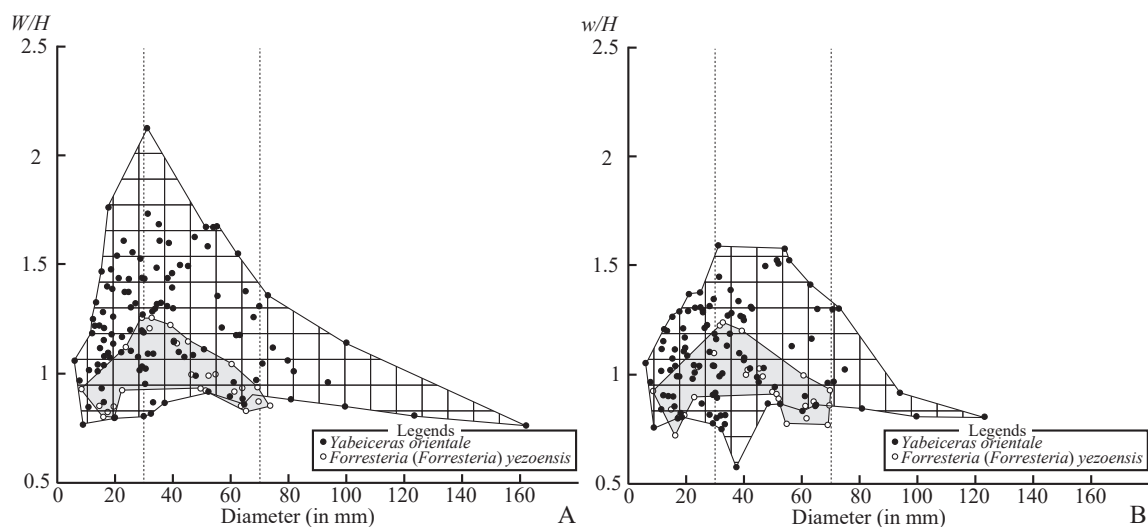 W/H
2.5
2
1.5
1
0.5
0 20 40 60 80 100 120 140 160
Diameter (in mm)
A
Legends
Yabeiceras orientale
Forresteria (Forresteria) yezoensis
w/H
2.5
2
1.5
1
0.5
0 20 40 60 80 100 120 140 160
Diameter (in mm)
B
Legends
Yabeiceras orientale
Forresteria (Forresteria) yezoensis